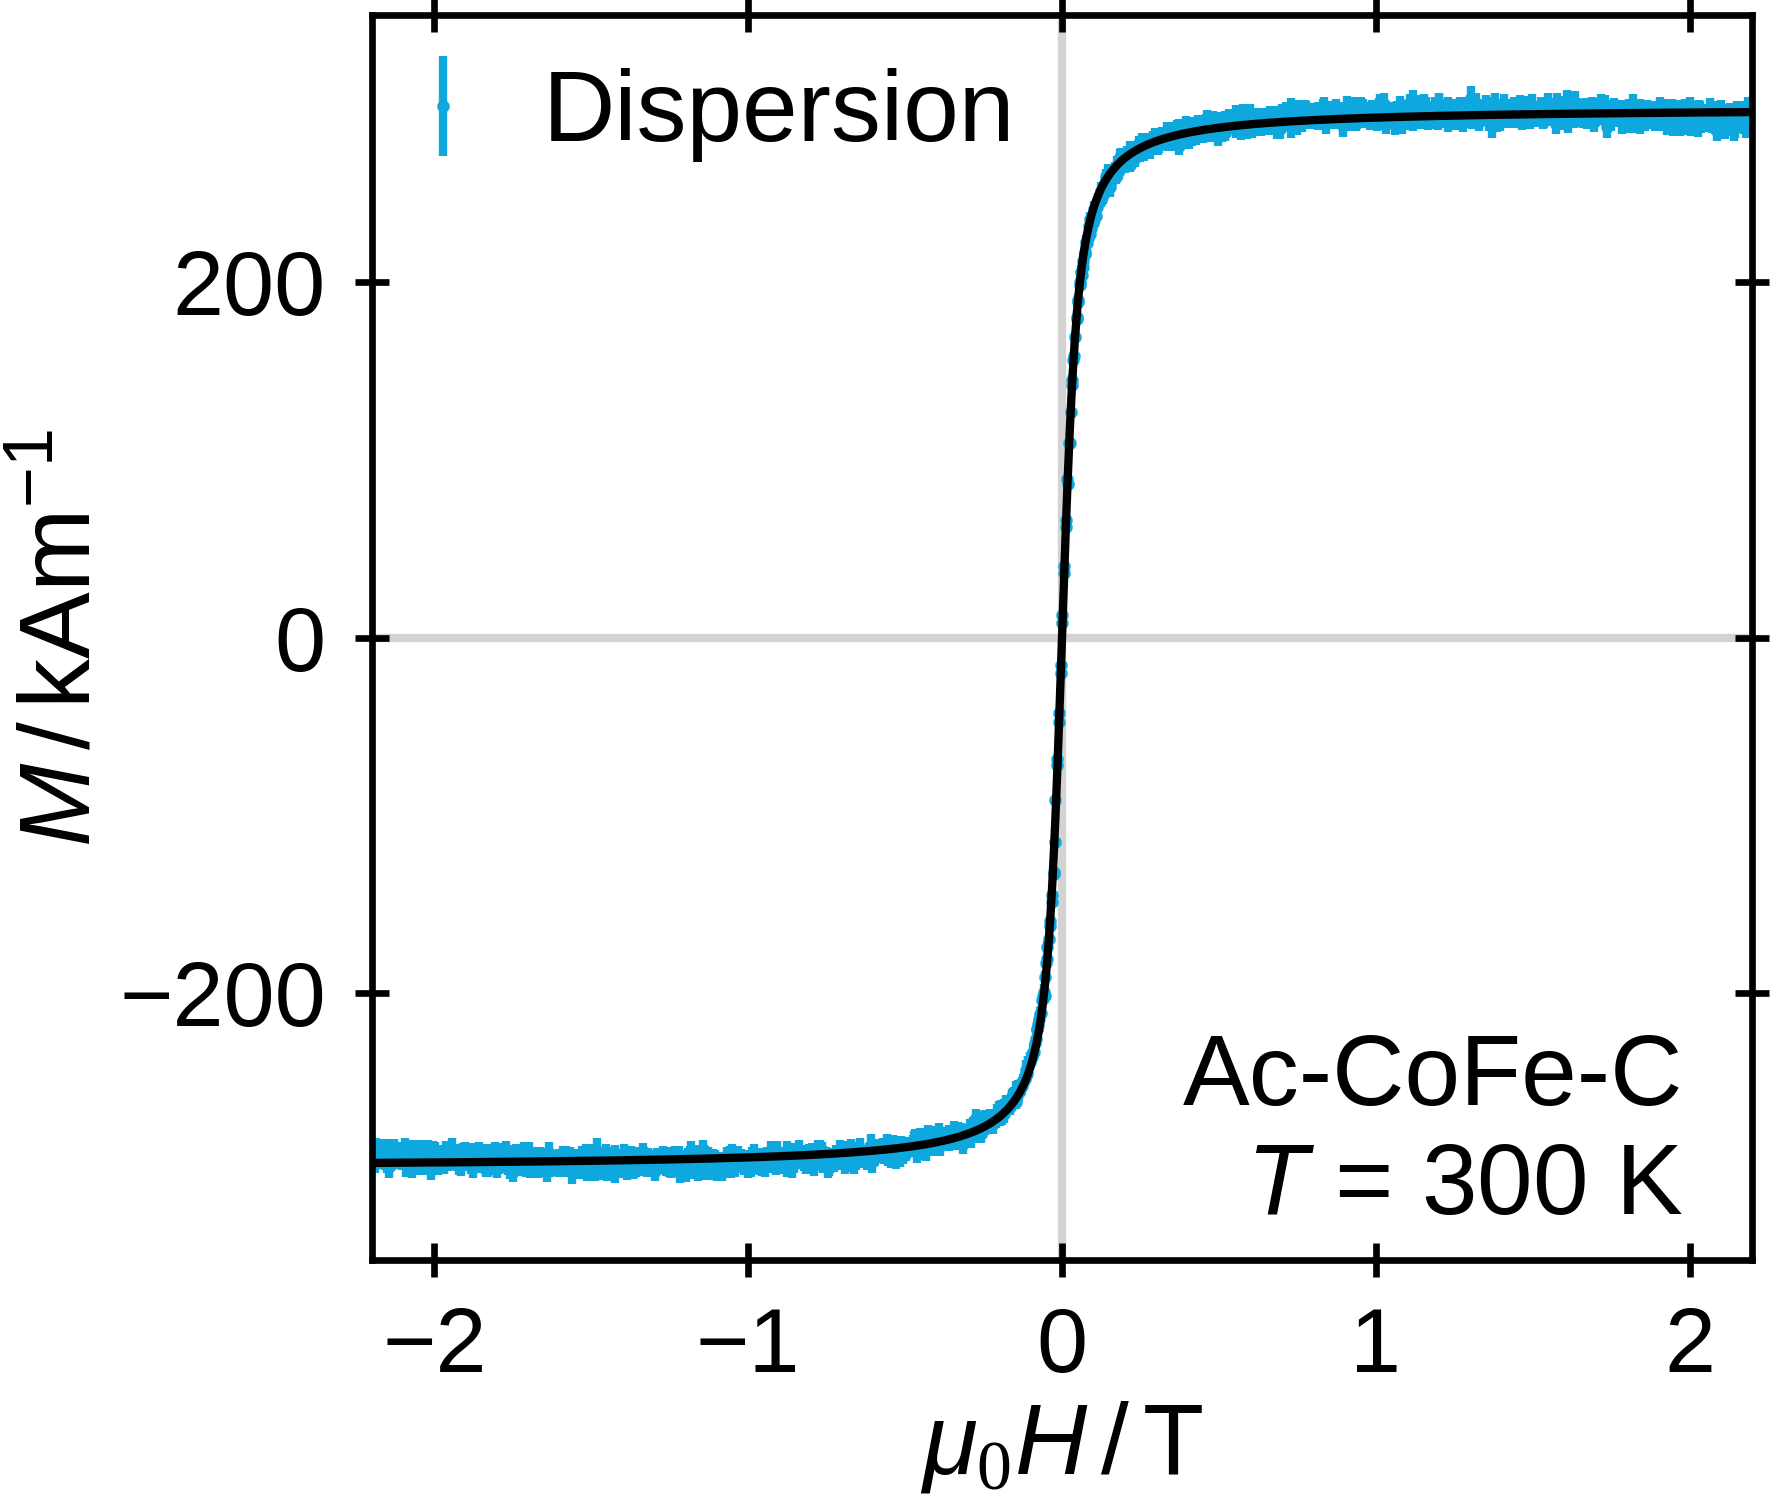 Dispersion
200
0
−200
M / kAm⁻¹
Ac-CoFe-C
T = 300 K
−2 −1 0 1 2
μ₀H / T